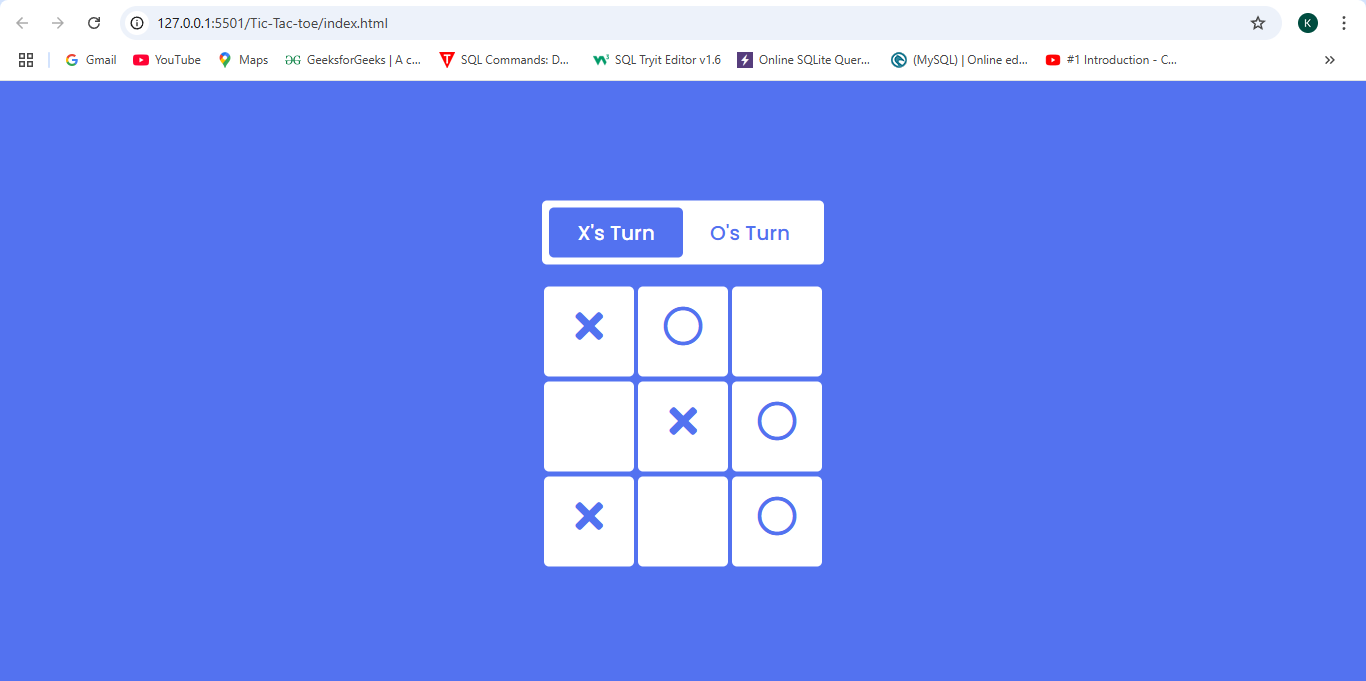 127.0.0.1:5501/Tic-Tac-toe/index.html
K
Gmail YouTube Maps GeeksforGeeks | A c... SQL Commands: D... SQL Tryit Editor v1.6 Online SQLite Quer... (MySQL) | Online ed... #1 Introduction - C...
X's Turn O's Turn